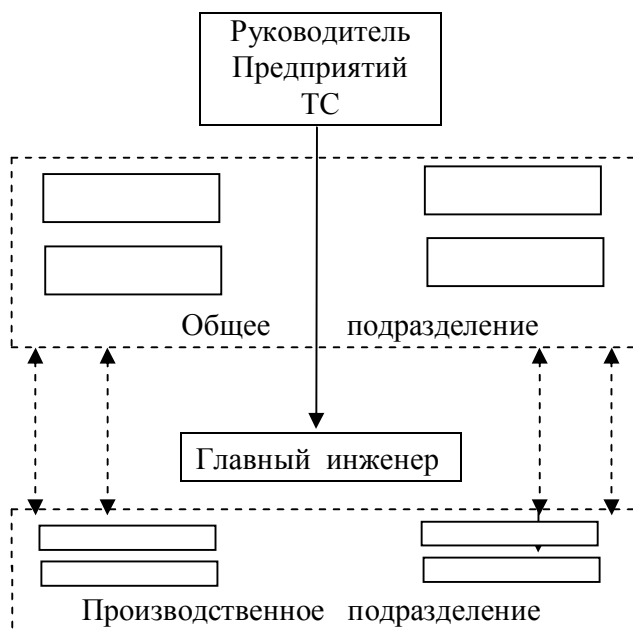 Руководитель
Предприятий
ТС
Общее подразделение
Главный инженер
Производственное подразделение